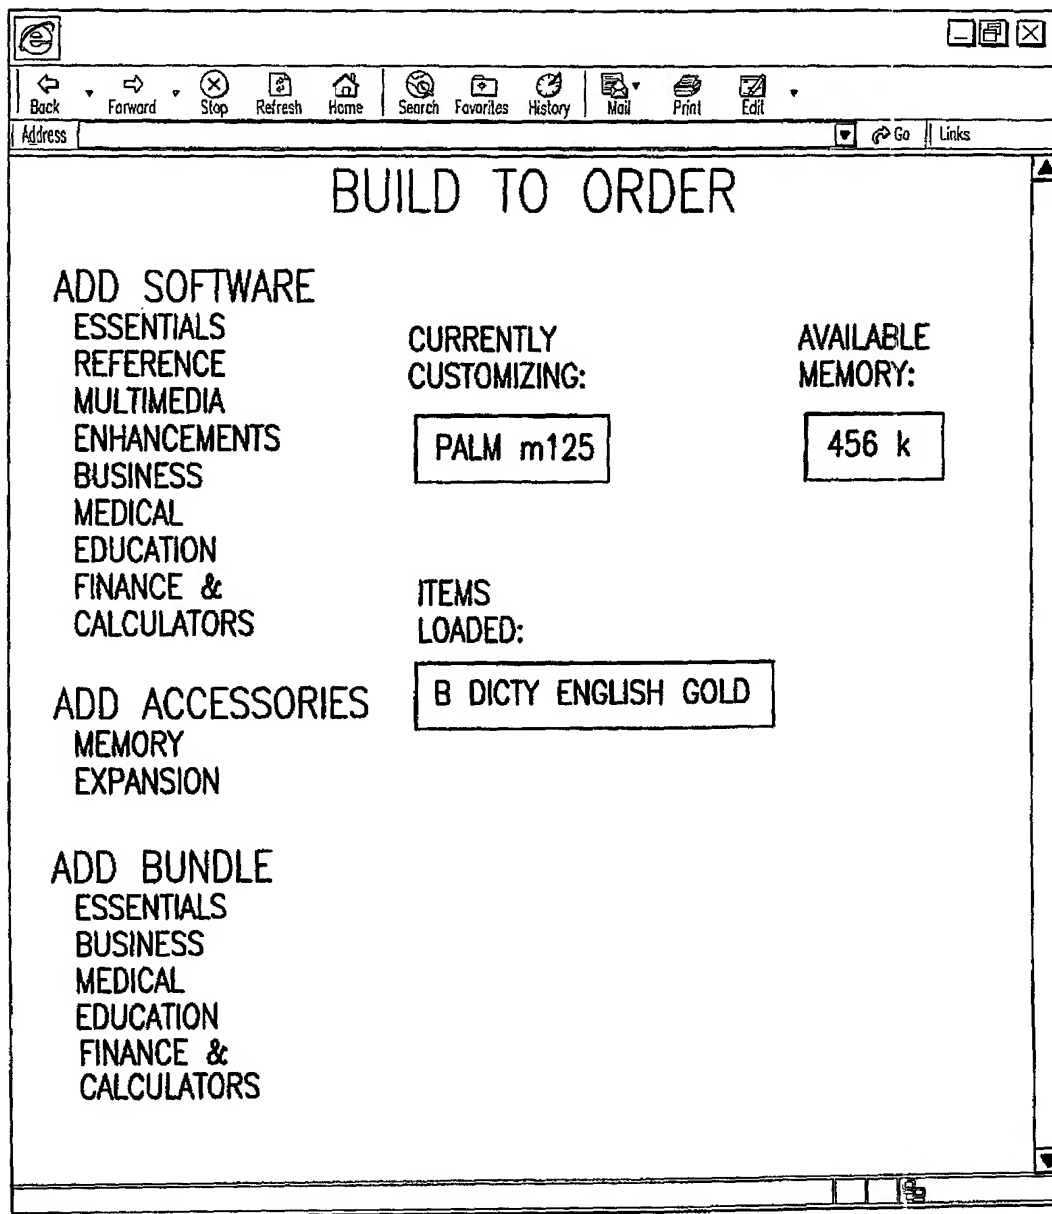 Back Forward Stop Refresh Home Search Favorites History Mail Print Edit
Address Go Links
BUILD TO ORDER
ADD SOFTWARE
ESSENTIALS
REFERENCE
MULTIMEDIA
ENHANCEMENTS
BUSINESS
MEDICAL
EDUCATION
FINANCE &
CALCULATORS
CURRENTLY
CUSTOMIZING:
PALM m125
AVAILABLE
MEMORY:
456 k
ITEMS
LOADED:
B DICTY ENGLISH GOLD
ADD ACCESSORIES
MEMORY
EXPANSION
ADD BUNDLE
ESSENTIALS
BUSINESS
MEDICAL
EDUCATION
FINANCE &
CALCULATORS